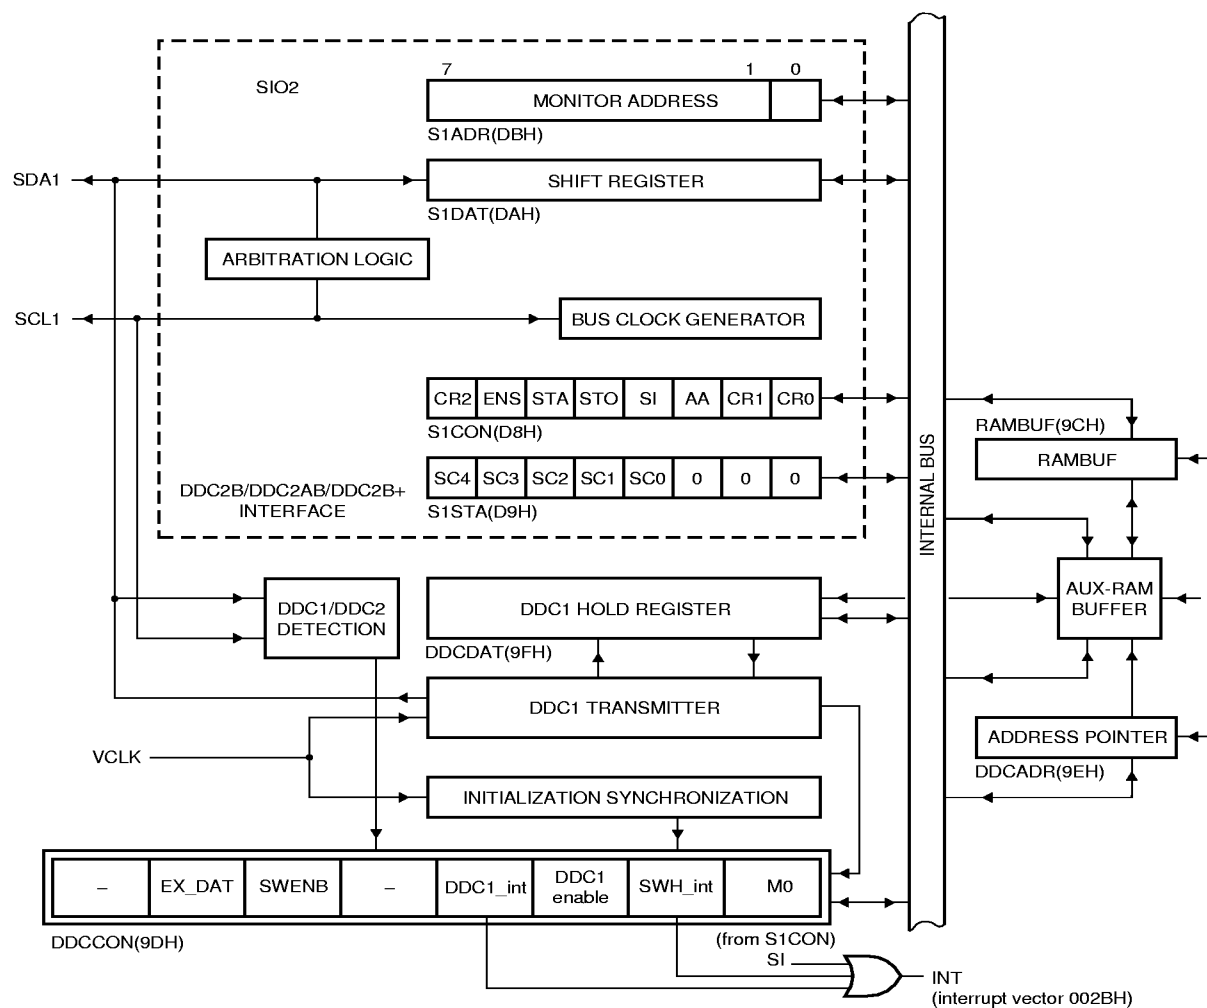 7 1 0
SIO2
MONITOR ADDRESS
S1ADR(DBH)
SDA1
SHIFT REGISTER
S1DAT(DAH)
ARBITRATION LOGIC
SCL1
BUS CLOCK GENERATOR
CR2 ENS STA STO SI AA CR1 CR0
S1CON(D8H)
SC4 SC3 SC2 SC1 SC0 0 0 0
S1STA(D9H)
DDC2B/DDC2AB/DDC2B+
INTERFACE
INTERNAL BUS
RAMBUF(9CH)
RAMBUF
AUX-RAM
BUFFER
DDC1/DDC2
DETECTION
DDC1 HOLD REGISTER
DDCDAT(9FH)
DDC1 TRANSMITTER
ADDRESS POINTER
DDCADR(9EH)
VCLK
INITIALIZATION SYNCHRONIZATION
– EX_DAT SWENB – DDC1_int DDC1 enable SWH_int M0
DDCCON(9DH)
(from S1CON)
SI
INT
(interrupt vector 002BH)